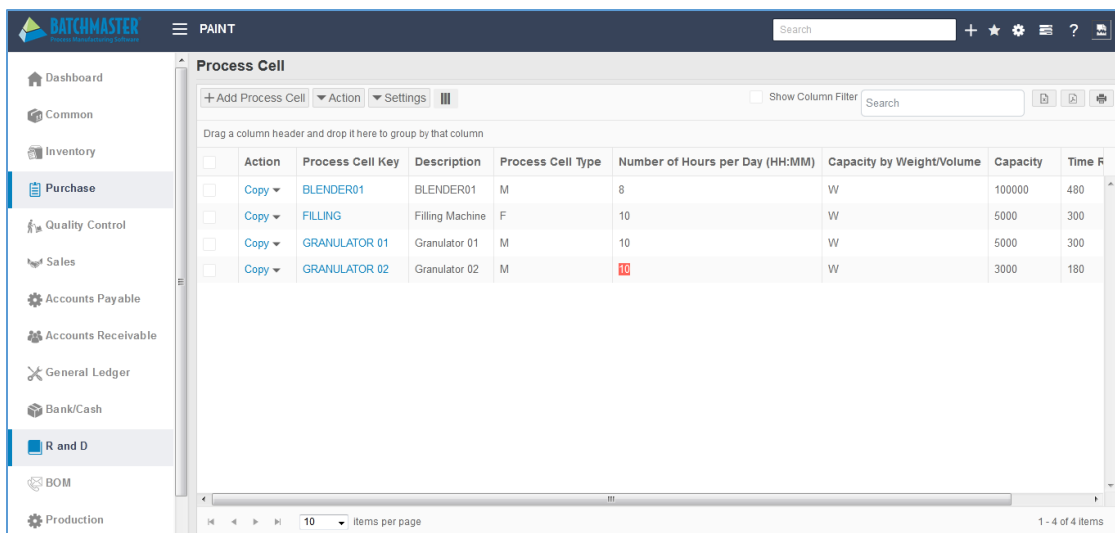 BATCHMASTER
Process Manufacturing Software
PAINT
Search
?
Dashboard
Common
Inventory
Purchase
Quality Control
Sales
Accounts Payable
Accounts Receivable
General Ledger
Bank/Cash
R and D
BOM
Production
Process Cell
+Add Process Cell Action Settings Show Column Filter Search
Drag a column header and drop it here to group by that column
Action Process Cell Key Description Process Cell Type Number of Hours per Day (HH:MM) Capacity by Weight/Volume Capacity Time R
Copy BLENDER01 BLENDER01 M 8 W 100000 480
Copy FILLING Filling Machine F 10 W 5000 300
Copy GRANULATOR 01 Granulator 01 M 10 W 5000 300
Copy GRANULATOR 02 Granulator 02 M 10 W 3000 180
10 items per page 1 - 4 of 4 items